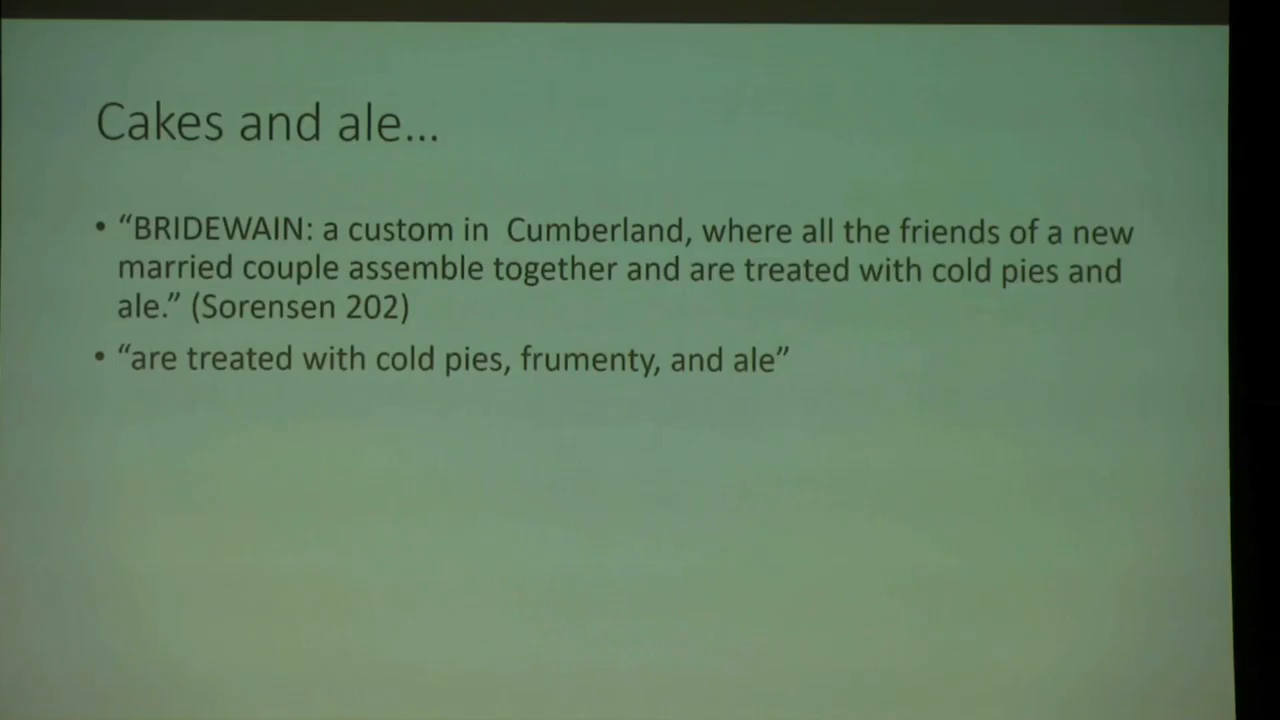 Cakes and ale…
• “BRIDEWAIN: a custom in  Cumberland, where all the friends of a new
married couple assemble together and are treated with cold pies and
ale.” (Sorensen 202)
• “are treated with cold pies, frumenty, and ale”